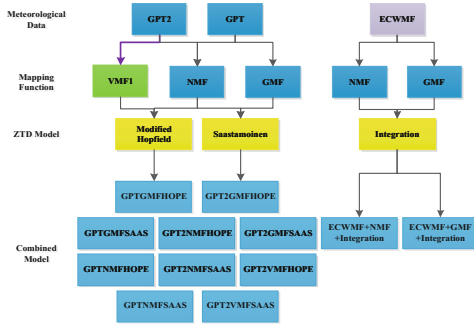 Meteorological
Data
GPT2
GPT
ECWMF
Mapping
Function
VMF1
NMF
GMF
NMF
GMF
ZTD Model
Modified
Hopfield
Saastamoinen
Integration
GPTGMFHOPE
GPT2GMFHOPE
GPTGMFSAAS
GPT2NMFHOPE
GPT2GMFSAAS
ECWMF+NMF
+Integration
ECWMF+GMF
+Integration
Combined
Model
GPTNMFHOPE
GPT2NMFSAAS
GPT2VMFHOPE
GPTNMFSAAS
GPT2VMFSAAS